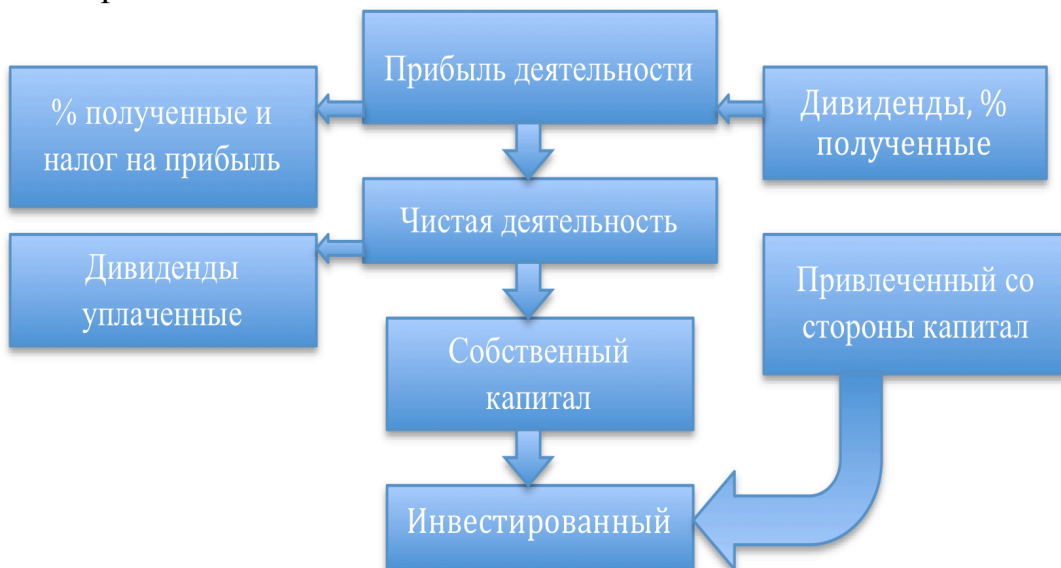 Прибыль деятельности
% полученные и
налог на прибыль
Дивиденды, %
полученные
Чистая деятельность
Дивиденды
уплаченные
Привлеченный со
стороны капитал
Собственный
капитал
Инвестированный